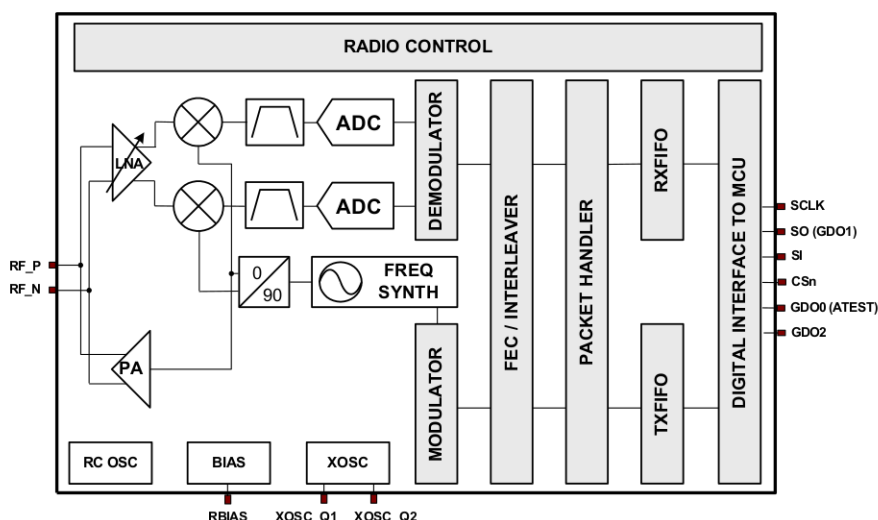 RADIO CONTROL
LNA
ADC
ADC
DEMODULATOR
FEC / INTERLEAVER
PACKET HANDLER
RXFIFO
DIGITAL INTERFACE TO MCU
SCLK
SO (GDO1)
SI
CSn
GDO0 (ATEST)
GDO2
RF_P
RF_N
0
90
FREQ
SYNTH
PA
MODULATOR
TXFIFO
RC OSC
BIAS
XOSC
RBIAS
XOSC_Q1
XOSC_Q2